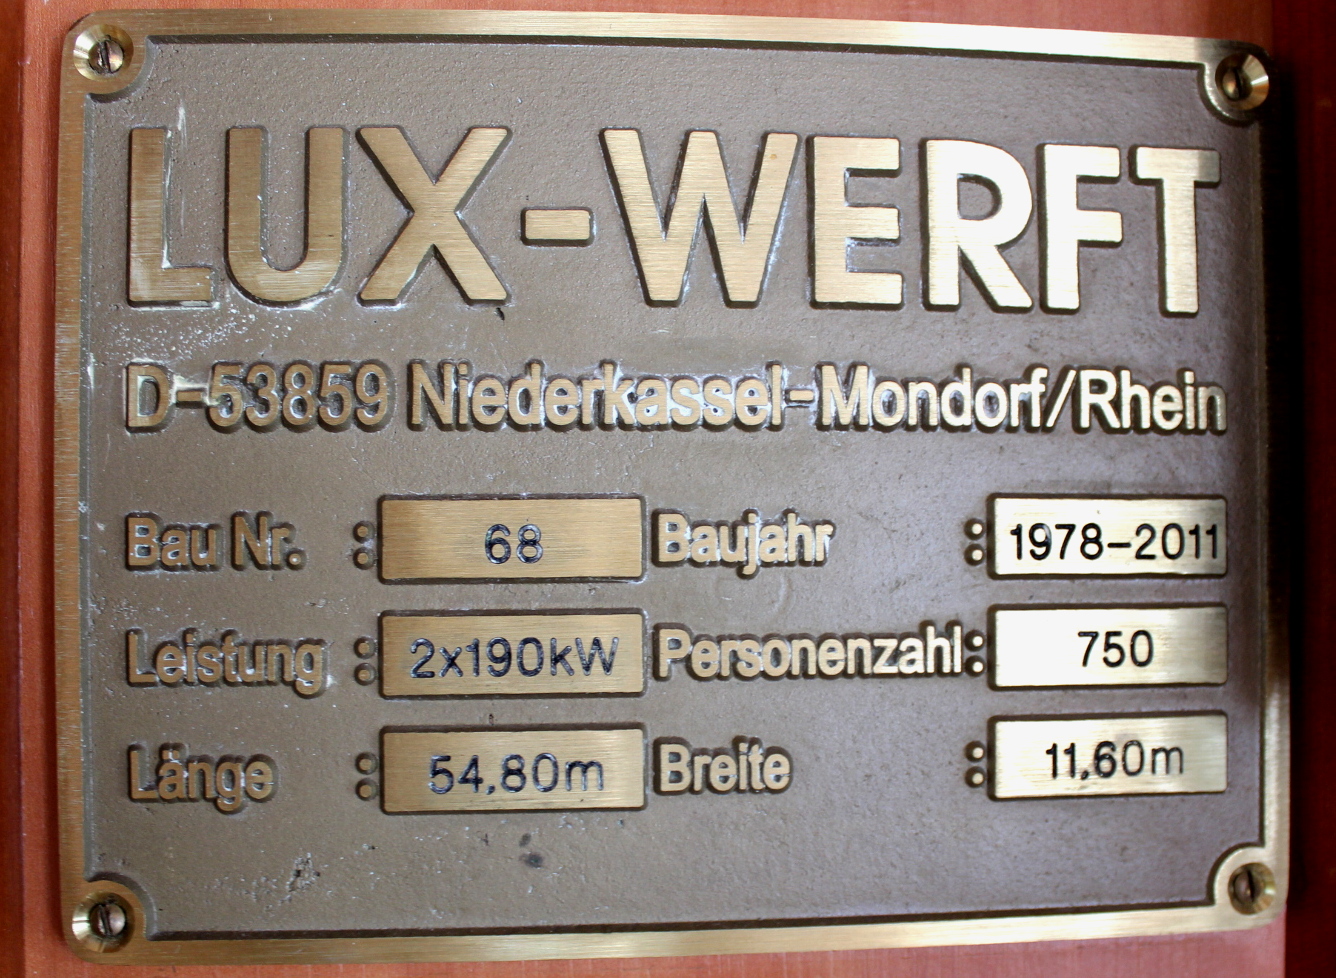 LUX-WERFT
D-53859 Niederkassel-Mondorf/Rhein
Bau Nr. : 68 Baujahr : 1978-2011
Leistung : 2x190kW Personenzahl : 750
Länge : 54,80m Breite : 11,60m